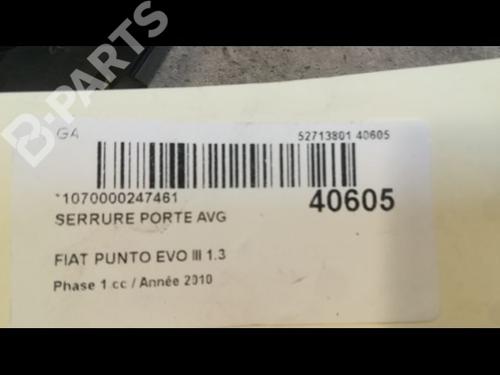 B-PARTS
GA
52713801 40605
*1070000247461
40605
SERRURE PORTE AVG
FIAT PUNTO EVO III 1.3
Phase 1 cc / Année 2010